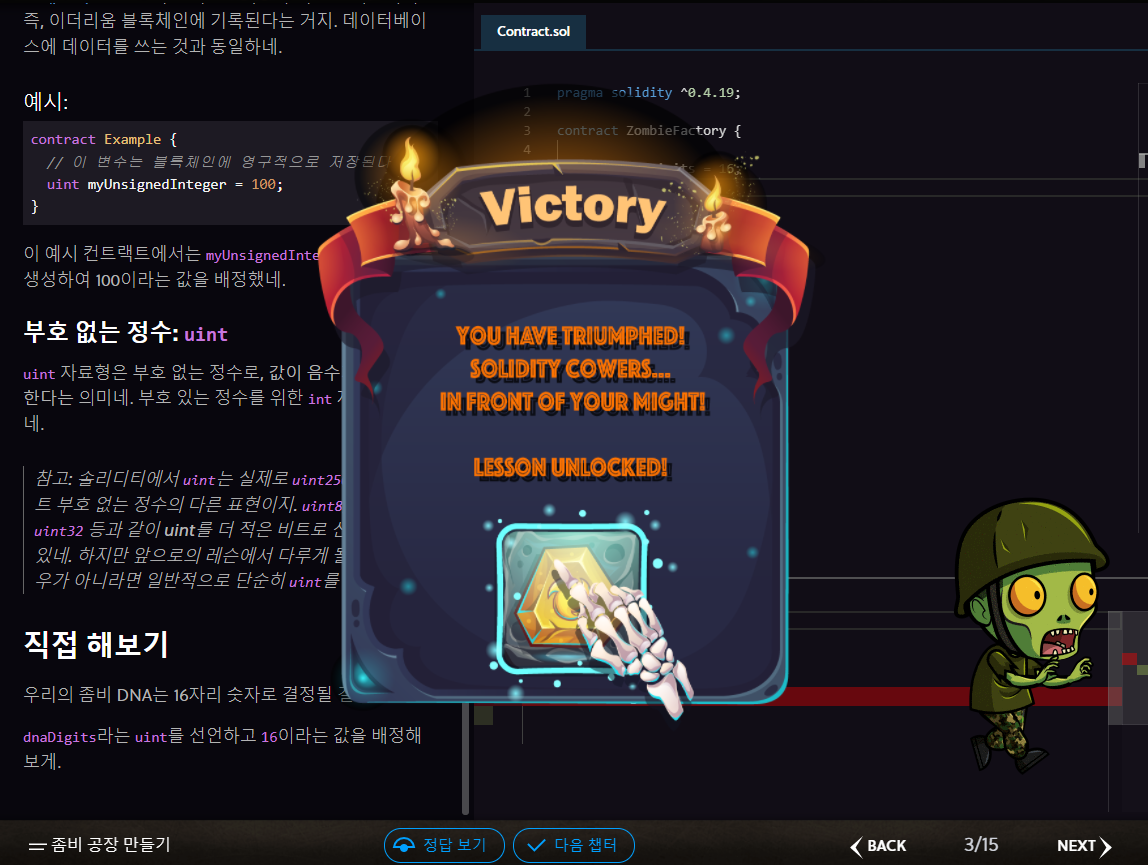 즉, 이더리움 블록체인에 기록된다는 거지. 데이터베이
스에 데이터를 쓰는 것과 동일하네.
예시:
contract Example {
// 이 변수는 블록체인에 영구적으로 저장된다
uint myUnsignedInteger = 100;
}
이 예시 컨트랙트에서는 myUnsignedInte
생성하여 100이라는 값을 배정했네.
부호 없는 정수: uint
uint 자료형은 부호 없는 정수로, 값이 음수
한다는 의미네. 부호 있는 정수를 위한 int
네.
참고: 솔리디티에서 uint는 실제로 uint25
트 부호 없는 정수의 다른 표현이지. uint8
uint32 등과 같이 uint를 더 적은 비트로 선
있네. 하지만 앞으로의 레슨에서 다루게 될
우가 아니라면 일반적으로 단순히 uint를
직접 해보기
우리의 좀비 DNA는 16자리 숫자로 결정될
dnaDigits라는 uint를 선언하고 16이라는 값을 배정해
보게.
Contract.sol
1 pragma solidity ^0.4.19;
2
3 contract ZombieFactory {
4
= 16;
Victory
YOU HAVE TRIUMPHED!
SOLIDITY COWERS...
IN FRONT OF YOUR MIGHT!
LESSON UNLOCKED!
좀비 공장 만들기
정답 보기
다음 챕터
BACK
3/15
NEXT